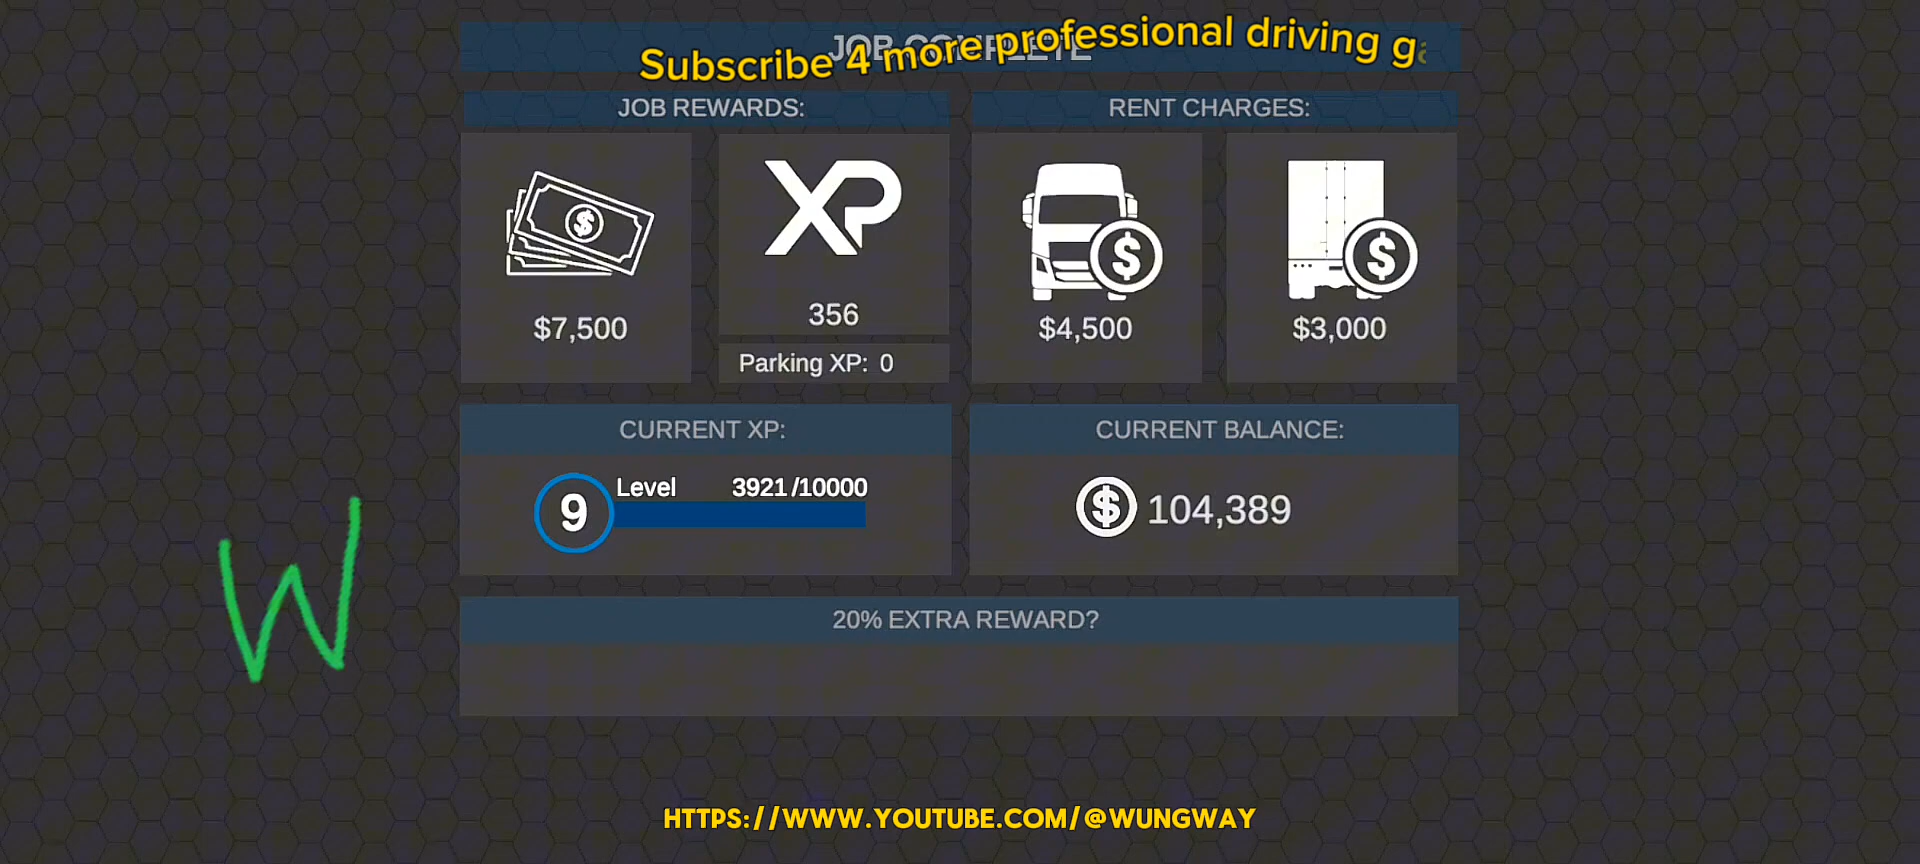 JOB COMPLETE
Subscribe 4 more professional driving
JOB REWARDS:
RENT CHARGES:
XP
$7,500
356
Parking XP: 0
$4,500
$3,000
CURRENT XP:
CURRENT BALANCE:
9
Level
3921/10000
$ 104,389
20% EXTRA REWARD?
W
HTTPS://WWW.YOUTUBE.COM/@WUNGWAY